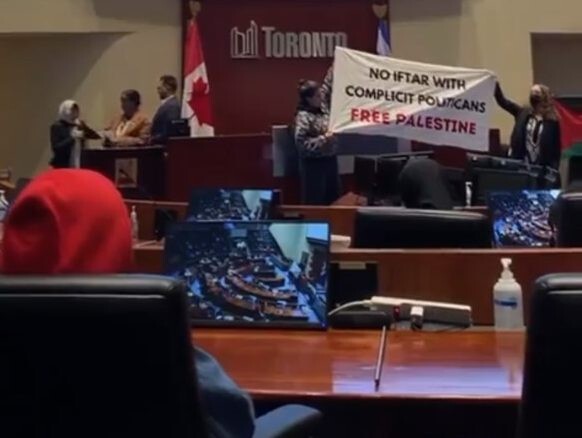 TORONTO
NO IFTAR WITH
COMPLICIT POLITICANS
FREE PALESTINE